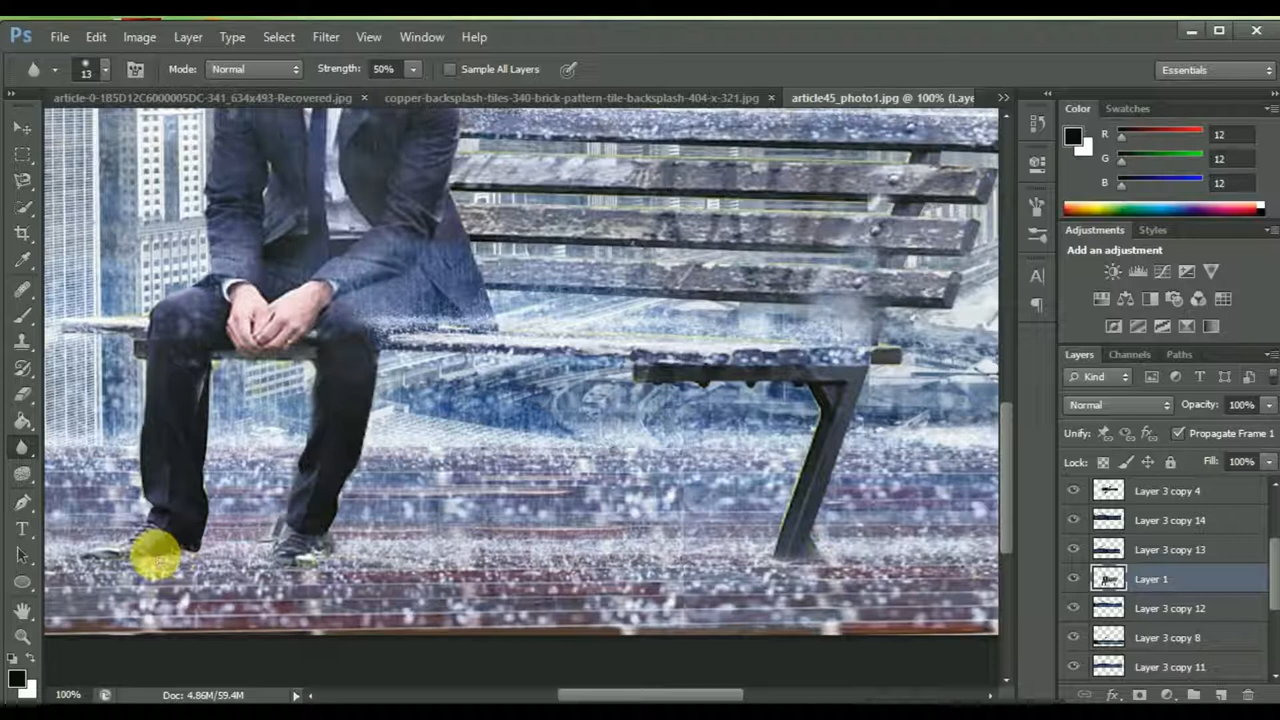 Ps File Edit Image Layer Type Select Filter View Window Help
13 Mode: Normal Strength: 50% Sample All Layers Essentials
article-0-1B5D12C6000005DC-341_634x493-Recovered.jpg × copper-backsplash-tiles-340-brick-pattern-tile-backsplash-404-x-321.jpg × article45_photo1.jpg @ 100% (Laye
Color Swatches
R 12
G 12
B 12
Adjustments Styles
Add an adjustment
Layers Channels Paths
Kind
Normal Opacity: 100%
Unify: Propagate Frame 1
Lock: Fill: 100%
Layer 3 copy 4
Layer 3 copy 14
Layer 3 copy 13
Layer 1
Layer 3 copy 12
Layer 3 copy 8
Layer 3 copy 11
100% Doc: 4.86M/59.4M